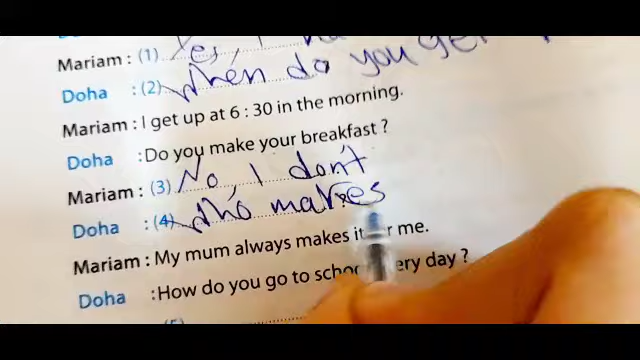 Mariam : (1) Yes, I
Doha : (2) When do you get
Mariam : I get up at 6 : 30 in the morning.
Doha : Do you make your breakfast ?
Mariam : (3) No, I don't
Doha : (4) Who makes
Mariam : My mum always makes it me.
Doha : How do you go to day ?